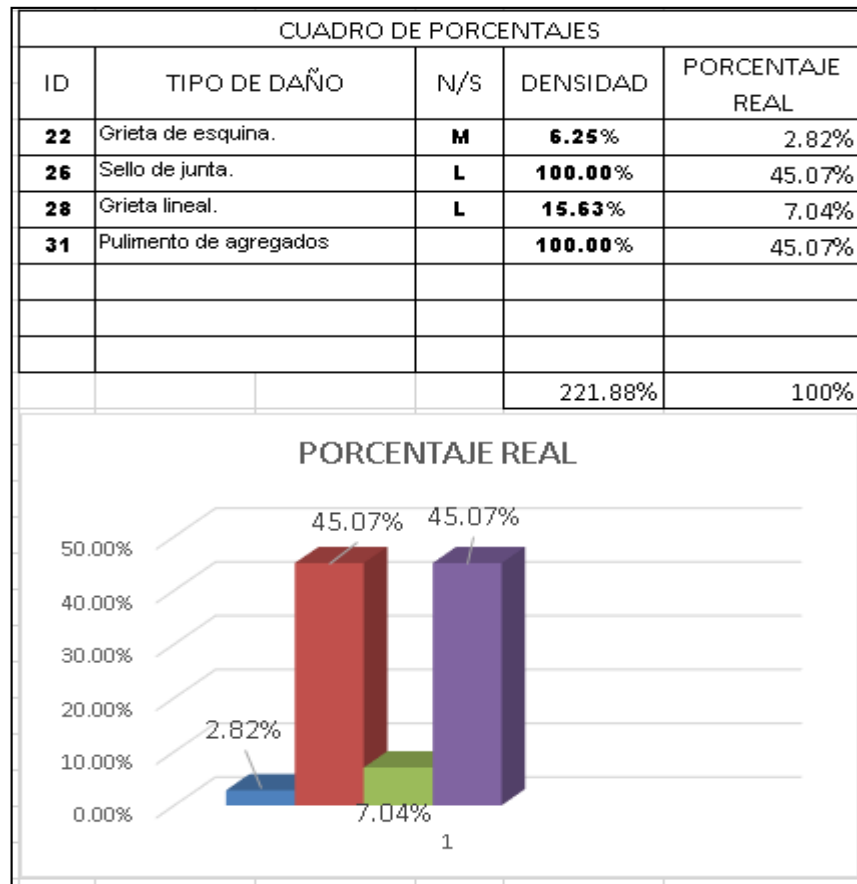 CUADRO DE PORCENTAJES
ID TIPO DE DAÑO N/S DENSIDAD PORCENTAJE REAL
22 Grieta de esquina. M 6.25% 2.82%
26 Sello de junta. L 100.00% 45.07%
28 Grieta lineal. L 15.63% 7.04%
31 Pulimento de agregados 100.00% 45.07%
221.88% 100%
PORCENTAJE REAL
45.07% 45.07%
50.00%
40.00%
30.00%
20.00%
2.82%
10.00%
0.00%
7.04%
1